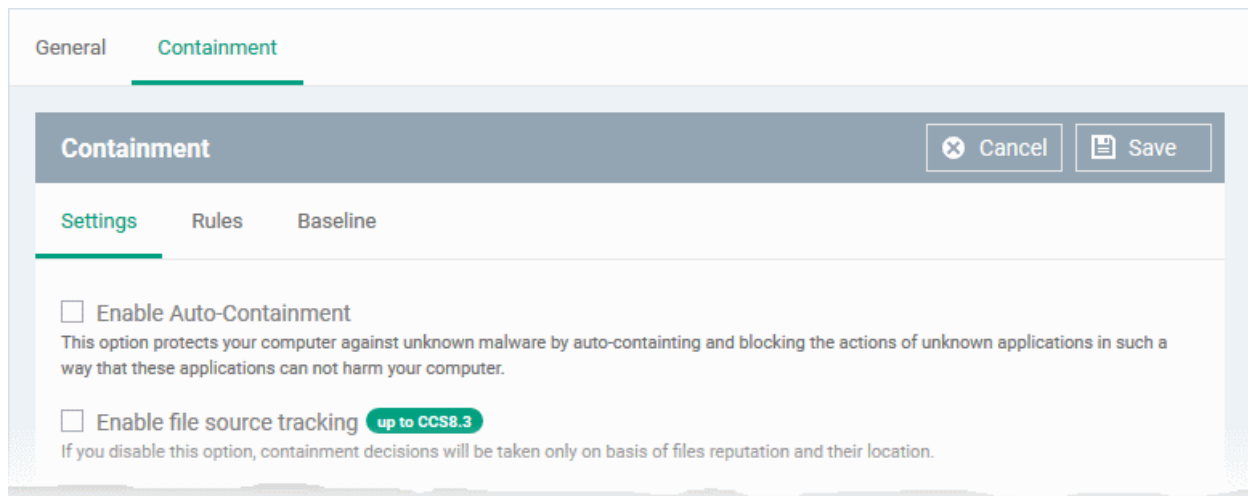 General Containment
Containment Cancel Save
Settings Rules Baseline
Enable Auto-Containment
This option protects your computer against unknown malware by auto-containting and blocking the actions of unknown applications in such a
way that these applications can not harm your computer.
Enable file source tracking up to CCS8.3
If you disable this option, containment decisions will be taken only on basis of files reputation and their location.